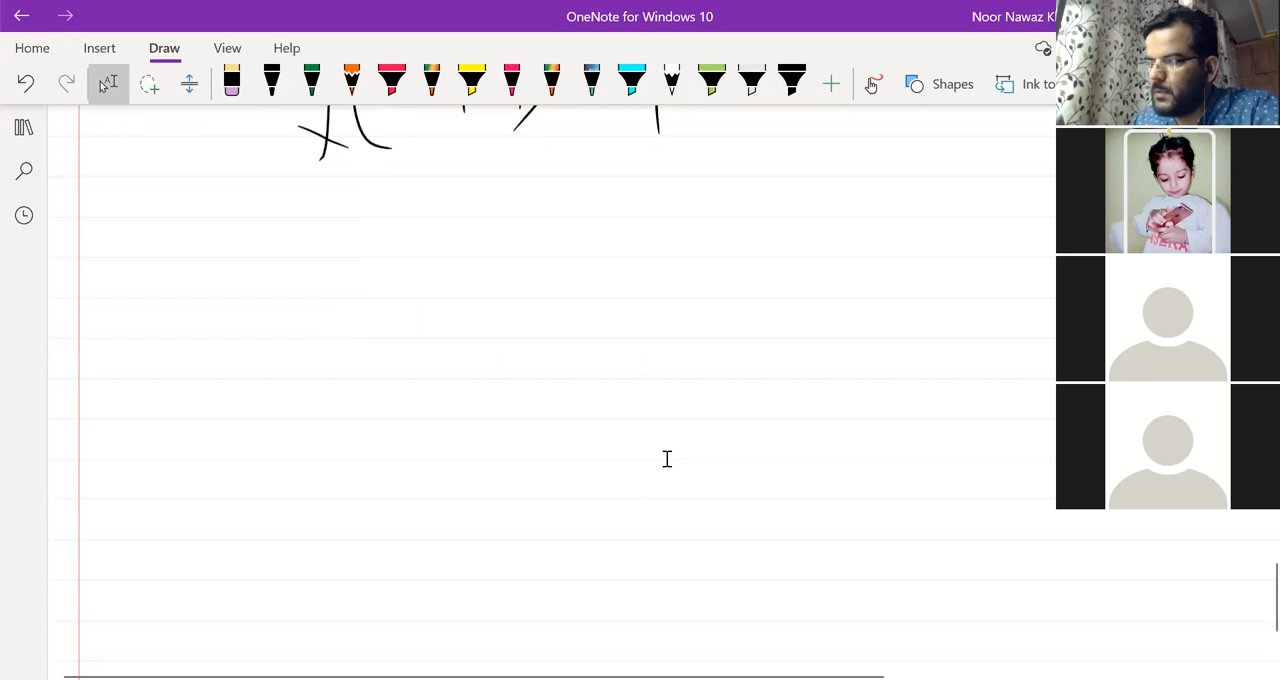 OneNote for Windows 10
Noor Nawaz K
Home Insert Draw View Help
Shapes
Ink to